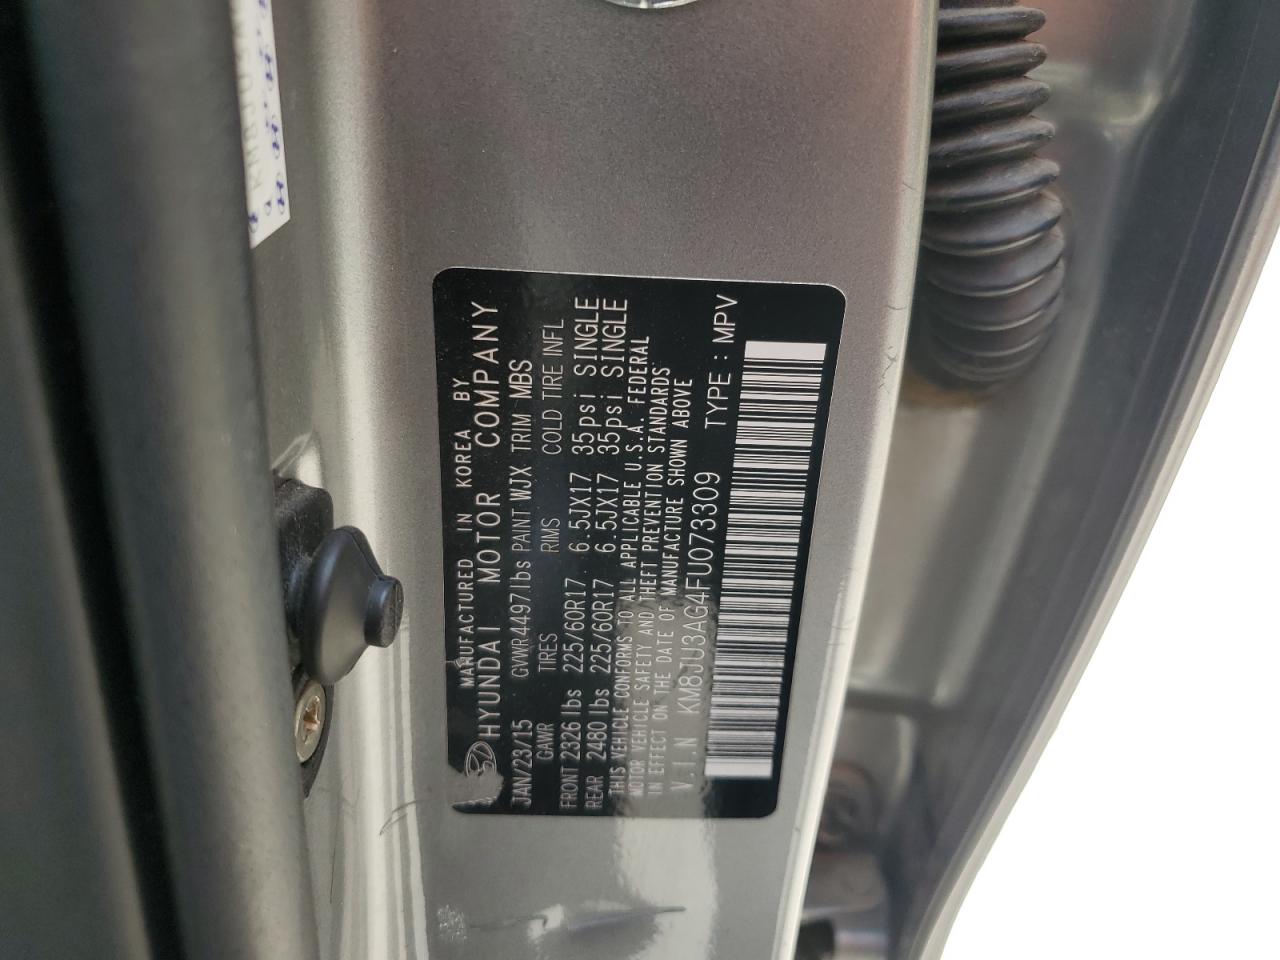 MANUFACTURED IN KOREA BY
HYUNDAI MOTOR COMPANY
JAN/23/15 GVWR4497lbs PAINT WJX TRIM MBS
GAWR TIRES RIMS COLD TIRE INFL
FRONT 2326 lbs 225/60R17 6.5JX17 35psi SINGLE
REAR 2480 lbs 225/60R17 6.5JX17 35psi SINGLE
THIS VEHICLE CONFORMS TO ALL APPLICABLE U.S.A. FEDERAL
MOTOR VEHICLE SAFETY AND THEFT PREVENTION STANDARDS
IN EFFECT ON THE DATE OF MANUFACTURE SHOWN ABOVE
V.I.N KM8JU3AG4FU073309 TYPE : MPV